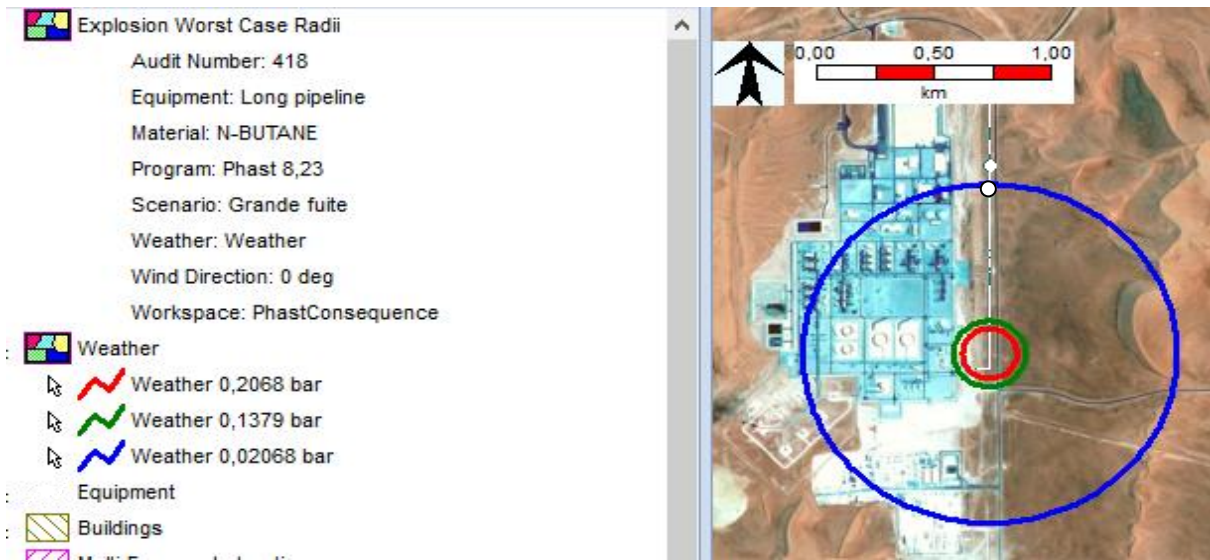 Explosion Worst Case Radii
Audit Number: 418
Equipment: Long pipeline
Material: N-BUTANE
Program: Phast 8,23
Scenario: Grande fuite
Weather: Weather
Wind Direction: 0 deg
Workspace: PhastConsequence
Weather
Weather 0,2068 bar
Weather 0,1379 bar
Weather 0,02068 bar
Equipment
Buildings
0,00 0,50 1,00
km